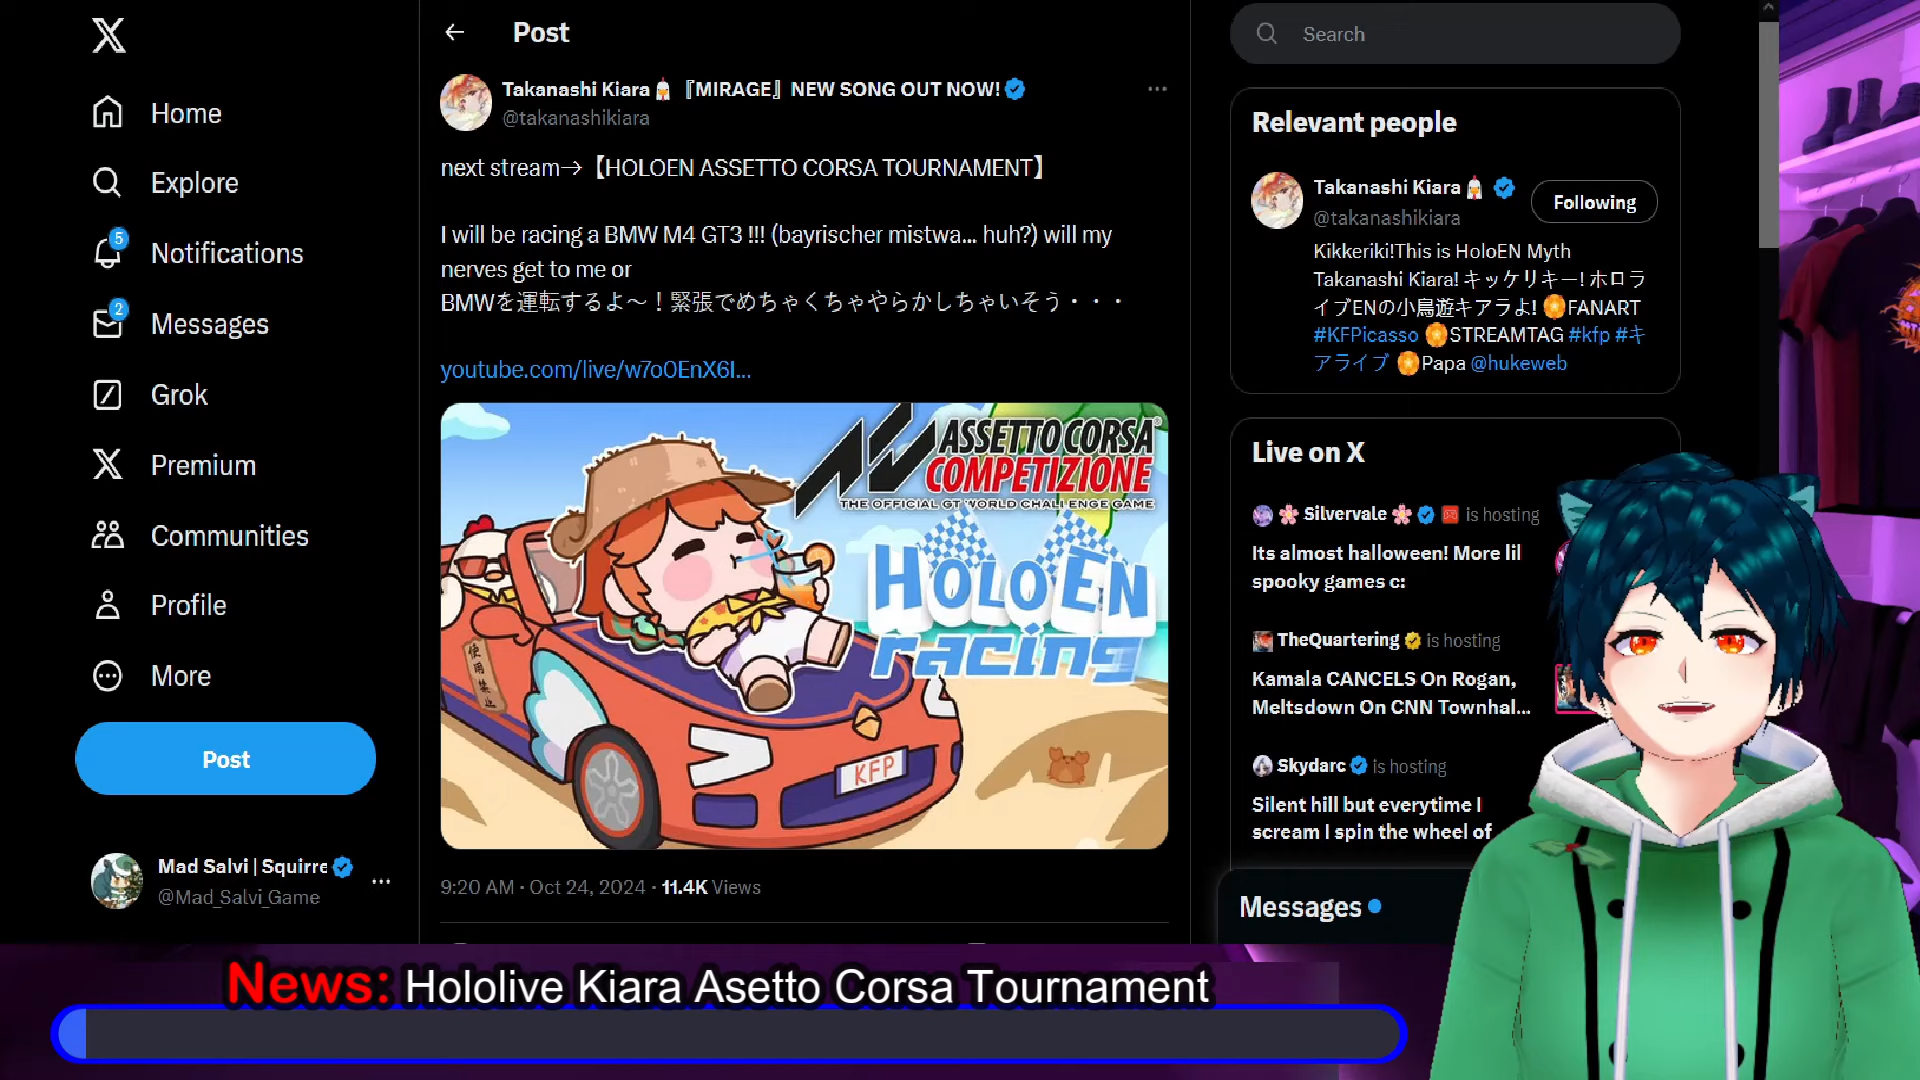 Home
Explore
5
Notifications
2
Messages
Grok
Premium
Communities
Profile
More
Post
Mad Salvi | Squirre
@Mad_Salvi_Game
Post
Takanashi Kiara 『MIRAGE』 NEW SONG OUT NOW!
@takanashikiara
next stream→【HOLOEN ASSETTO CORSA TOURNAMENT】
I will be racing a BMW M4 GT3 !!! (bayrischer mistwa... huh?) will my
nerves get to me or
BMWを運転するよ〜！緊張でめちゃくちゃやらかしちゃいそう・・・
youtube.com/live/w7oOEnX6I...
ASSETTO CORSA
COMPETIZIONE
THE OFFICIAL GT WORLD CHALLENGE GAME
HOLOEN
racing
使用禁止
KFP
9:20 AM · Oct 24, 2024 · 11.4K Views
Search
Relevant people
Takanashi Kiara
Following
@takanashikiara
Kikkeriki!This is HoloEN Myth
Takanashi Kiara! キッケリキー! ホロラ
イブENの小鳥遊キアラよ! FANART
#KFPicasso STREAMTAG #kfp #キ
アライブ Papa @hukeweb
Live on X
Silvervale is hosting
Its almost halloween! More lil
spooky games c:
TheQuartering is hosting
Kamala CANCELS On Rogan,
Meltsdown On CNN Townhal...
Skydarc is hosting
Silent hill but everytime I
scream I spin the wheel of
Messages
News: Hololive Kiara Asetto Corsa Tournament